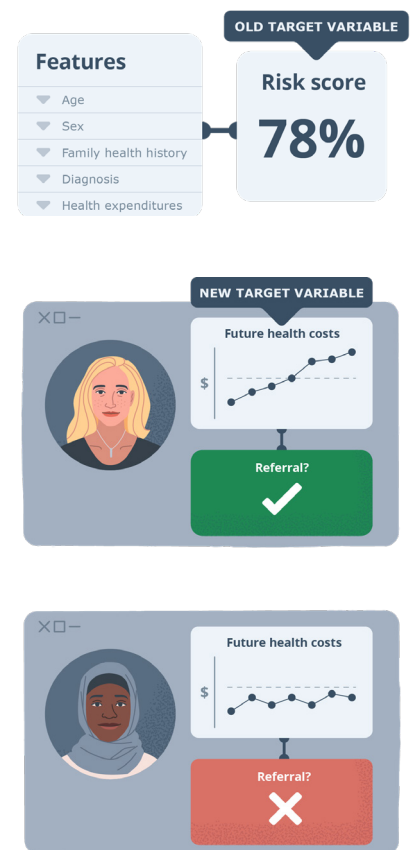 OLD TARGET VARIABLE
Features
Risk score
78%
Age
Sex
Family health history
Diagnosis
Health expenditures
NEW TARGET VARIABLE
Future health costs
$
Referral?
Future health costs
$
Referral?